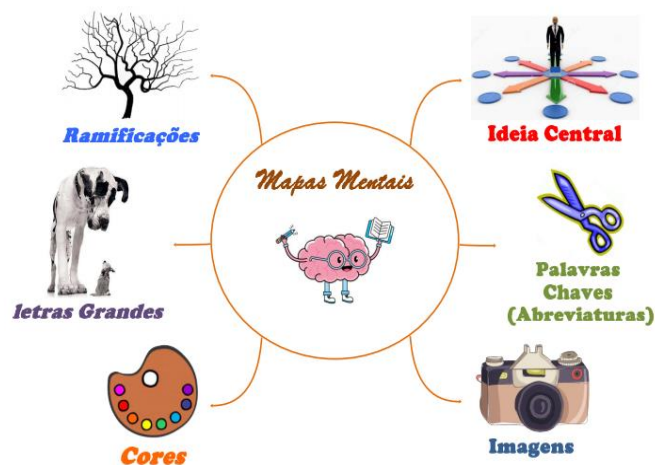 Mapas Mentais
Ramificações
letras Grandes
Cores
Ideia Central
Palavras
Chaves
(Abreviaturas)
Imagens